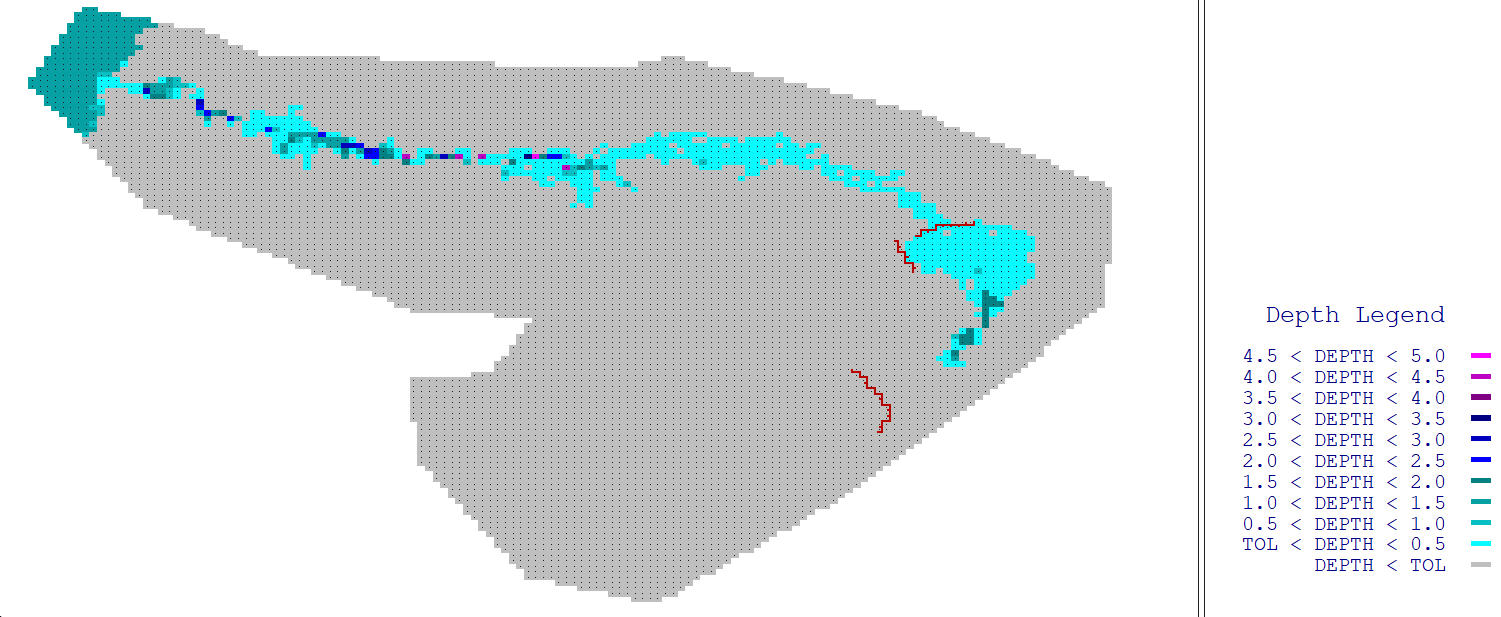 Depth Legend
4.5 < DEPTH < 5.0
4.0 < DEPTH < 4.5
3.5 < DEPTH < 4.0
3.0 < DEPTH < 3.5
2.5 < DEPTH < 3.0
2.0 < DEPTH < 2.5
1.5 < DEPTH < 2.0
1.0 < DEPTH < 1.5
0.5 < DEPTH < 1.0
TOL < DEPTH < 0.5
DEPTH < TOL